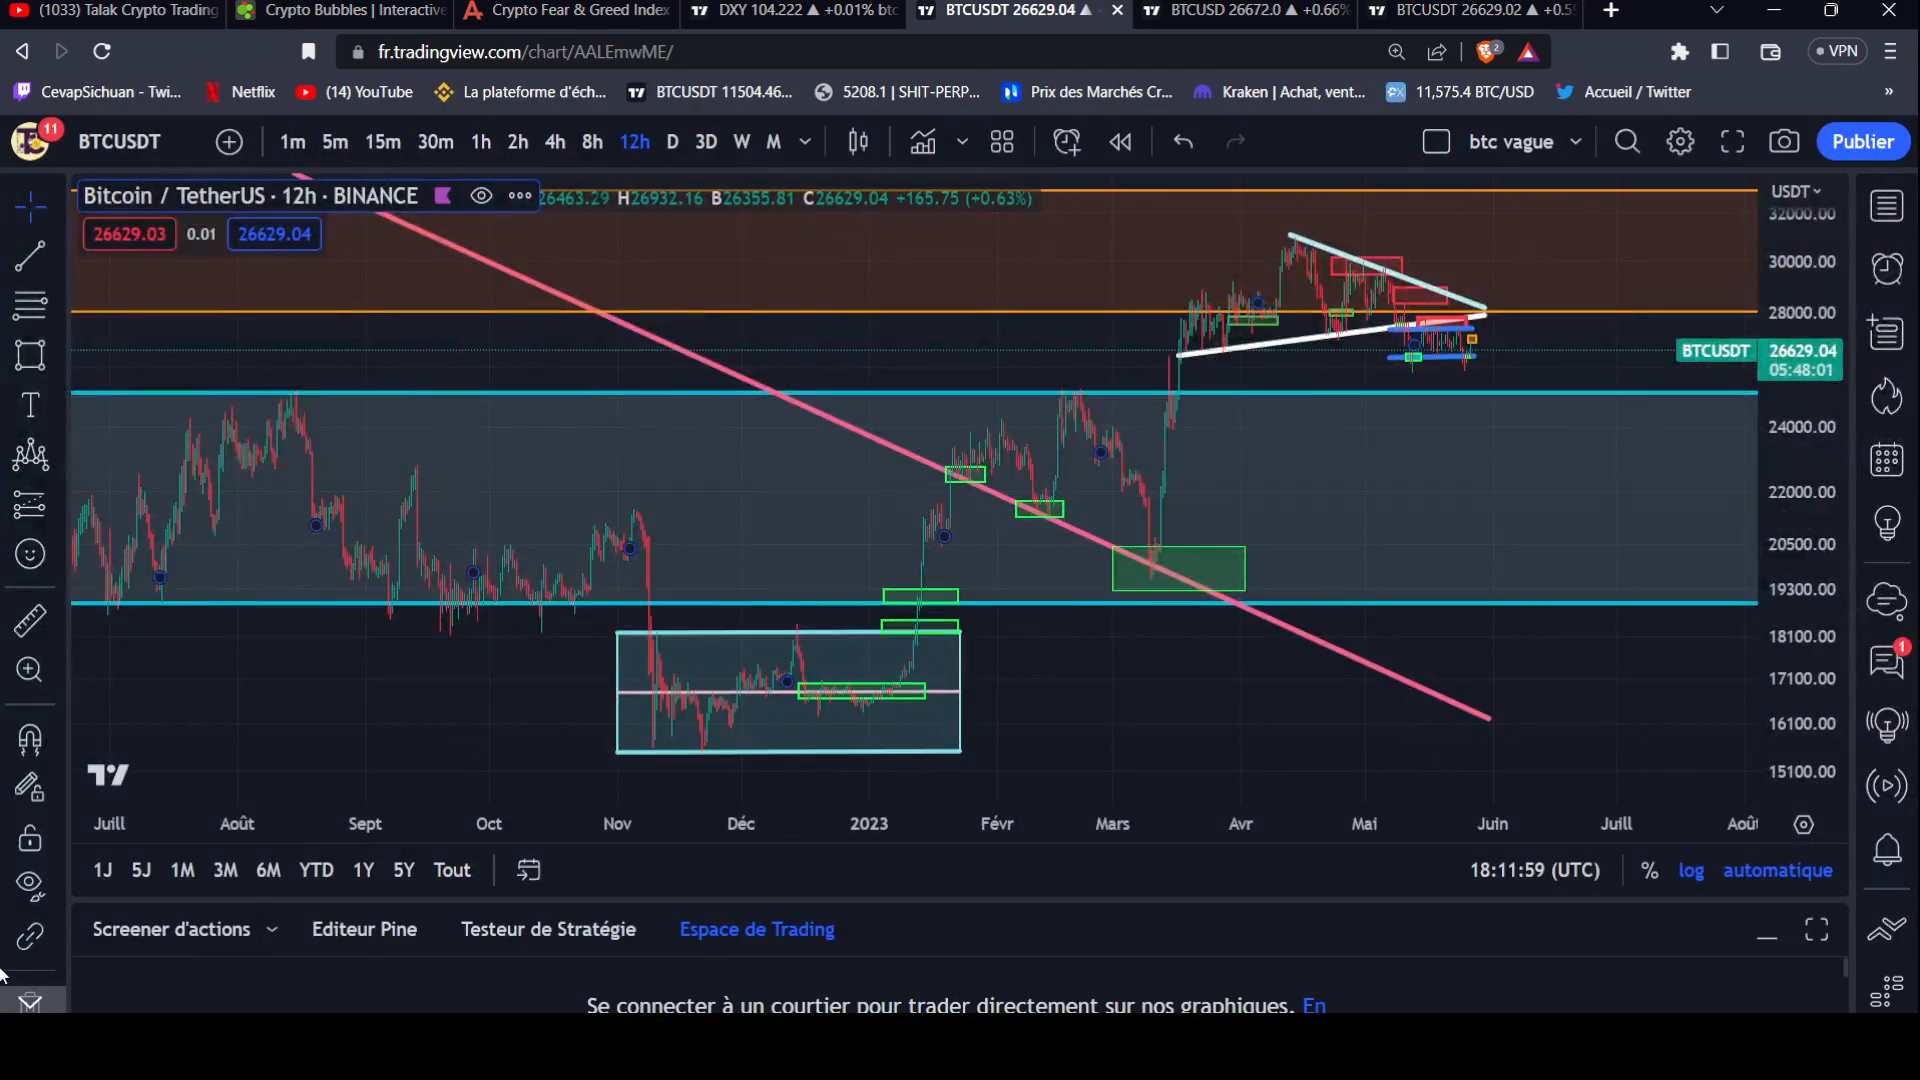 (1033) Talak Crypto Trading
Crypto Bubbles | Interactive
Crypto Fear & Greed Index
DXY 104.222 ▲ +0.01% btc
BTCUSDT 26629.04 ▲
BTCUSD 26672.0 ▲ +0.66%
BTCUSDT 26629.02 ▲ +0.5
fr.tradingview.com/chart/AALEmwME/
2
VPN
CevapSichuan - Twi...
Netflix
(14) YouTube
La plateforme d'éch...
BTCUSDT 11504.46...
5208.1 | SHIT-PERP...
Prix des Marchés Cr...
Kraken | Achat, vent...
11,575.4 BTC/USD
Accueil / Twitter
»
11
BTCUSDT
1m 5m 15m 30m 1h 2h 4h 8h 12h D 3D W M
btc vague
Publier
Bitcoin / TetherUS · 12h · BINANCE
26463.29 H26932.16 B26355.81 C26629.04 +165.75 (+0.63%)
USDT
26629.03 0.01 26629.04
32000.00
30000.00
28000.00
BTCUSDT 26629.04
05:48:01
24000.00
22000.00
20500.00
19300.00
18100.00
17100.00
16100.00
15100.00
1
Juill Août Sept Oct Nov Déc 2023 Févr Mars Avr Mai Juin Juill Aoû
1J 5J 1M 3M 6M YTD 1Y 5Y Tout
18:11:59 (UTC) % log automatique
Screener d'actions Editeur Pine Testeur de Stratégie Espace de Trading
Se connecter à un courtier pour trader directement sur nos graphiques. En